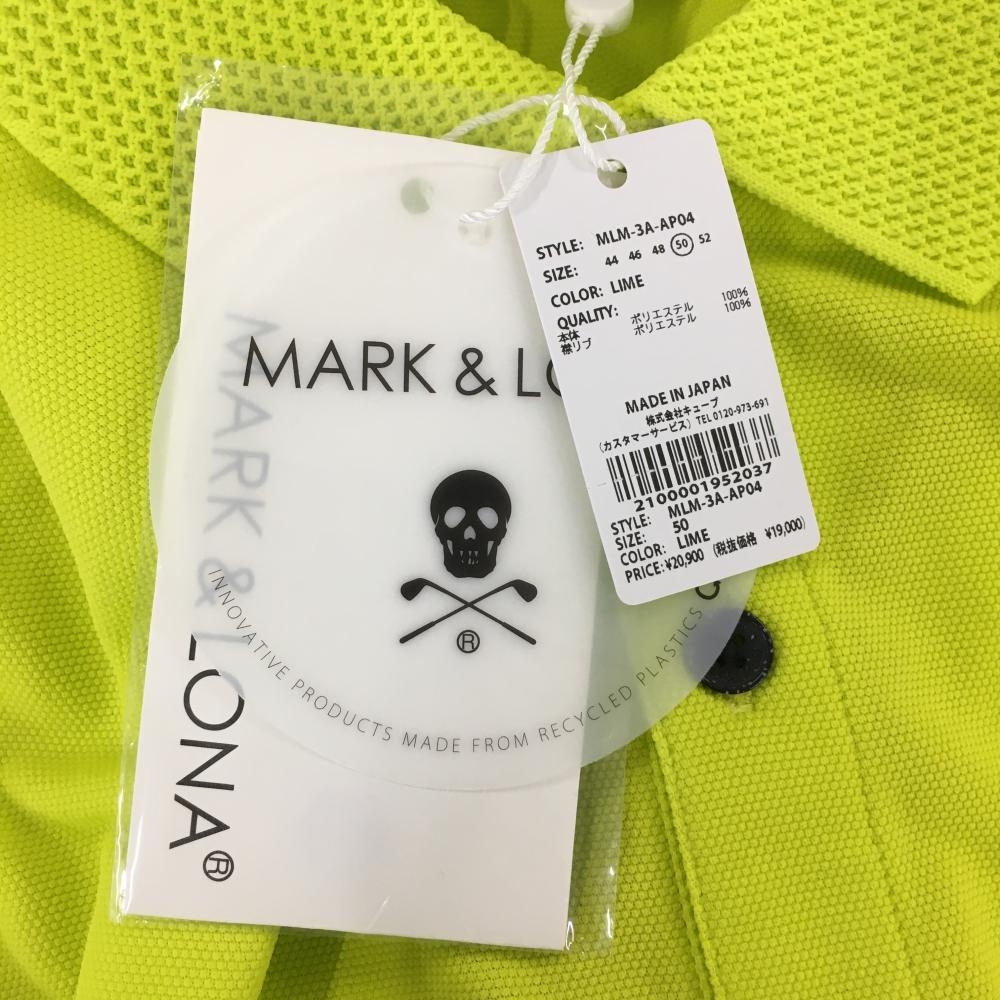 MARK & LO
®
INNOVATIVE PRODUCTS MADE FROM RECYCLED PLASTICS
MARK & LONA®
STYLE: MLM-3A-AP04
SIZE: 44 46 48 50 52
COLOR: LIME
QUALITY:
本体 ポリエステル 100%
襟リブ ポリエステル 100%
MADE IN JAPAN
株式会社キューブ
(カスタマーサービス) TEL 0120-973-691
2100001952037
STYLE: MLM-3A-AP04
SIZE: 50
COLOR: LIME
PRICE: ¥20,900 (税抜価格 ¥19,000)